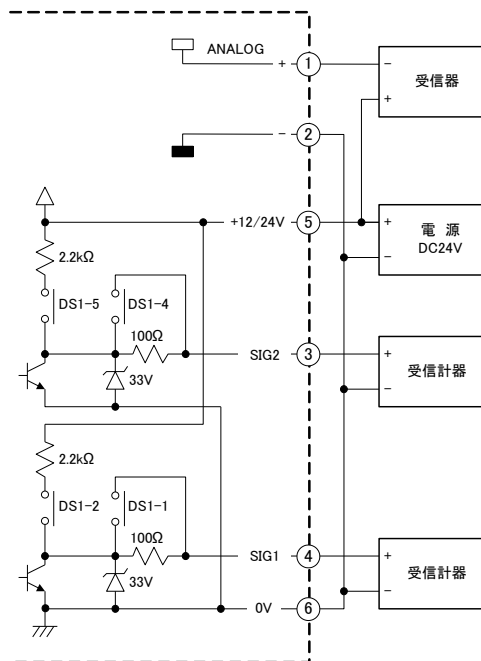 ANALOG
+
①
−
受信器
+
−
②
+12/24V
⑤
+
電 源
DC24V
−
2.2kΩ
DS1-5
DS1-4
100Ω
SIG2
③
+
受信計器
−
33V
2.2kΩ
DS1-2
DS1-1
100Ω
SIG1
④
+
受信計器
−
33V
0V
⑥